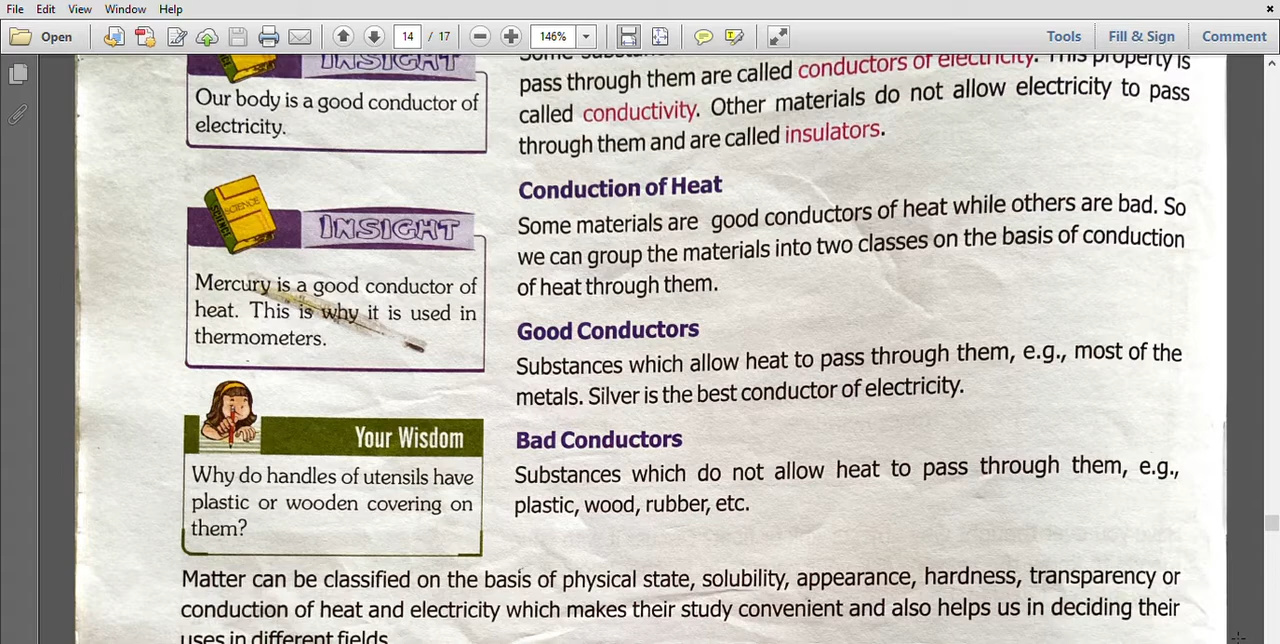 File Edit View Window Help
Open
14 / 17
146%
Tools
Fill & Sign
Comment
INSIGHT
Our body is a good conductor of
electricity.
SCIENCE
SCIENCE
INSIGHT
Mercury is a good conductor of
heat. This is why it is used in
thermometers.
Your Wisdom
Why do handles of utensils have
plastic or wooden covering on
them?
pass through them are called conductors of electricity. This property is
called conductivity. Other materials do not allow electricity to pass
through them and are called insulators.
Conduction of Heat
Some materials are good conductors of heat while others are bad. So
we can group the materials into two classes on the basis of conduction
of heat through them.
Good Conductors
Substances which allow heat to pass through them, e.g., most of the
metals. Silver is the best conductor of electricity.
Bad Conductors
Substances which do not allow heat to pass through them, e.g.,
plastic, wood, rubber, etc.
Matter can be classified on the basis of physical state, solubility, appearance, hardness, transparency or
conduction of heat and electricity which makes their study convenient and also helps us in deciding their
uses in different fields